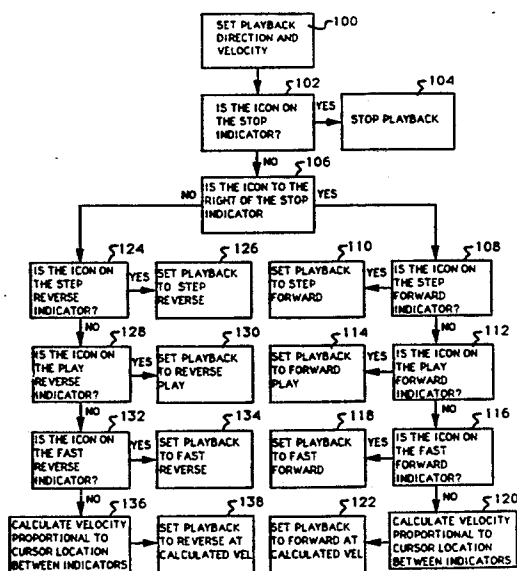 100
SET PLAYBACK
DIRECTION AND
VELOCITY
102
IS THE ICON ON
THE STOP
INDICATOR?
YES
104
STOP PLAYBACK
NO
106
NO
IS THE ICON TO THE
RIGHT OF THE STOP
INDICATOR
YES
124
IS THE ICON ON
THE STEP
REVERSE
INDICATOR?
YES
126
SET PLAYBACK
TO STEP
REVERSE
110
SET PLAYBACK
TO STEP
FORWARD
YES
108
IS THE ICON ON
THE STEP
FORWARD
INDICATOR?
NO
NO
128
IS THE ICON ON
THE PLAY
REVERSE
INDICATOR?
YES
130
SET PLAYBACK
TO REVERSE
PLAY
114
SET PLAYBACK
TO FORWARD
PLAY
YES
112
IS THE ICON ON
THE PLAY
FORWARD
INDICATOR?
NO
NO
132
IS THE ICON ON
THE FAST
REVERSE
INDICATOR?
YES
134
SET PLAYBACK
TO FAST
REVERSE
118
SET PLAYBACK
TO FAST
FORWARD
YES
116
IS THE ICON ON
THE FAST
FORWARD
INDICATOR?
NO
NO
136
CALCULATE VELOCITY
PROPORTIONAL TO
CURSOR LOCATION
BETWEEN INDICATORS
138
SET PLAYBACK
TO REVERSE AT
CALCULATED VEL
122
SET PLAYBACK
TO FORWARD AT
CALCULATED VEL
120
CALCULATE VELOCITY
PROPORTIONAL TO
CURSOR LOCATION
BETWEEN INDICATORS